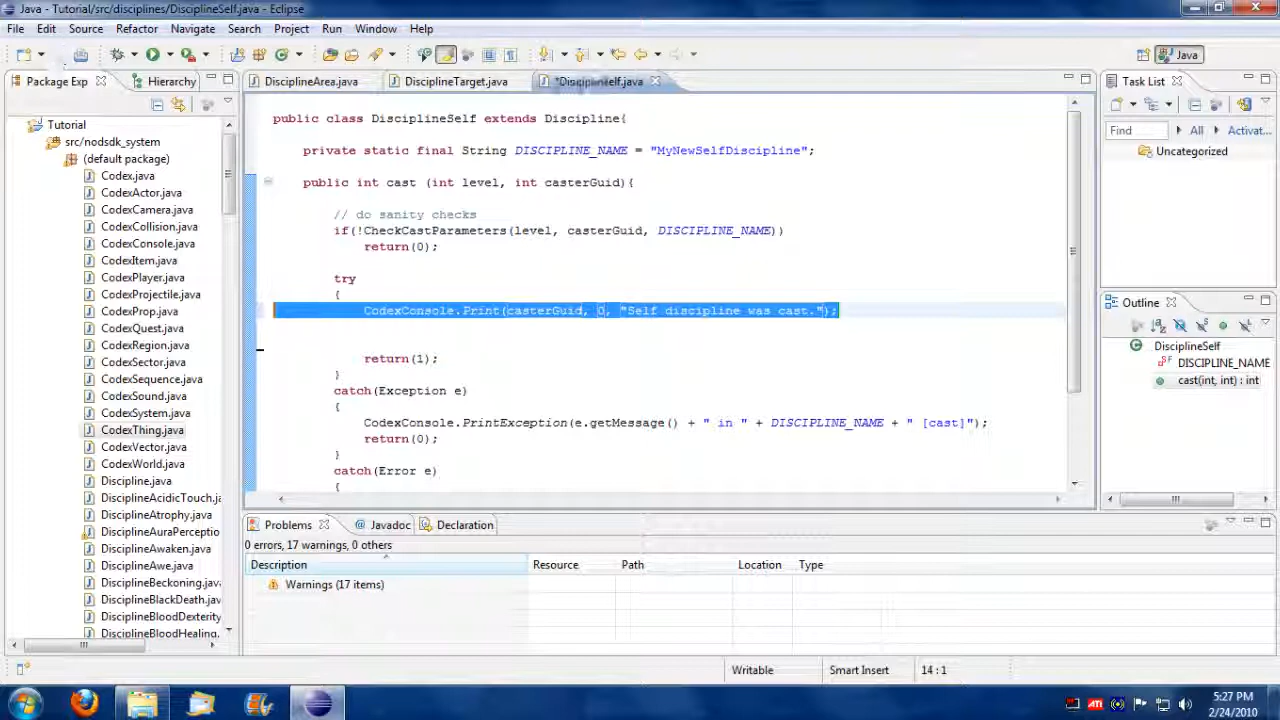 Java - Tutorial/src/disciplines/DisciplineSelf.java - Eclipse
File Edit Source Refactor Navigate Search Project Run Window Help
Java
Package Exp Hierarchy
Tutorial
src/nodsdk_system
(default package)
Codex.java
CodexActor.java
CodexCamera.java
CodexCollision.java
CodexConsole.java
CodexItem.java
CodexPlayer.java
CodexProjectile.java
CodexProp.java
CodexQuest.java
CodexRegion.java
CodexSector.java
CodexSequence.java
CodexSound.java
CodexSystem.java
CodexThing.java
CodexVector.java
CodexWorld.java
Discipline.java
DisciplineAcidicTouch.ja
DisciplineAtrophy.java
DisciplineAuraPerceptio
DisciplineAwaken.java
DisciplineAwe.java
DisciplineBeckoning.java
DisciplineBlackDeath.java
DisciplineBloodDexterity
DisciplineBloodHealing.
DisciplineArea.java DisciplineTarget.java *DisciplineSelf.java
public class DisciplineSelf extends Discipline{
private static final String DISCIPLINE_NAME = "MyNewSelfDiscipline";
public int cast (int level, int casterGuid){
// do sanity checks
if(!CheckCastParameters(level, casterGuid, DISCIPLINE_NAME))
return(0);
try
{
CodexConsole.Print(casterGuid, 0, "Self discipline was cast.");
return(1);
}
catch(Exception e)
{
CodexConsole.PrintException(e.getMessage() + " in " + DISCIPLINE_NAME + " [cast]");
return(0);
}
catch(Error e)
{
Task List
Find All Activat...
Uncategorized
Outline
DisciplineSelf
DISCIPLINE_NAME
cast(int, int) : int
Problems Javadoc Declaration
0 errors, 17 warnings, 0 others
Description Resource Path Location Type
Warnings (17 items)
Writable Smart Insert 14 : 1
ATI
5:27 PM
2/24/2010